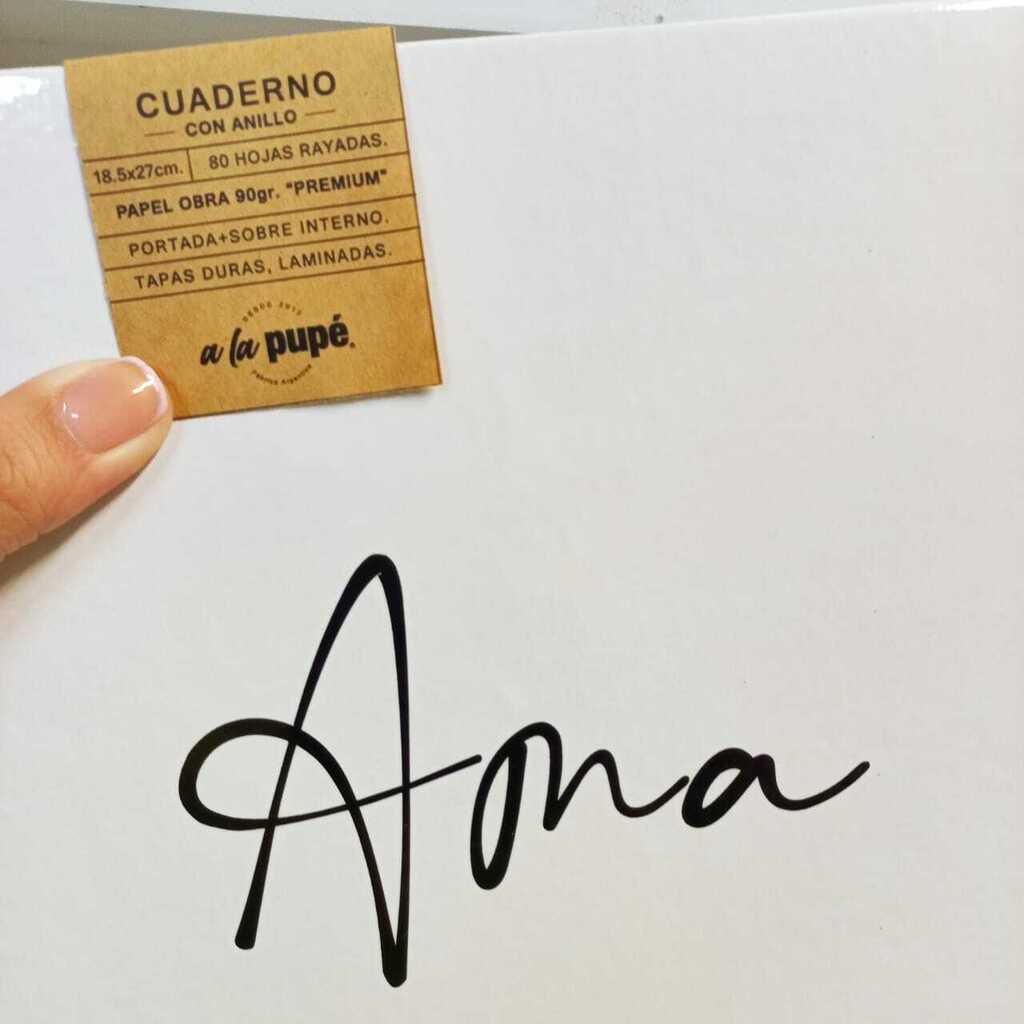 CUADERNO
CON ANILLO
18.5x27cm. 80 HOJAS RAYADAS.
PAPEL OBRA 90gr. "PREMIUM"
PORTADA+SOBRE INTERNO.
TAPAS DURAS, LAMINADAS.
a la pupé.
Ana